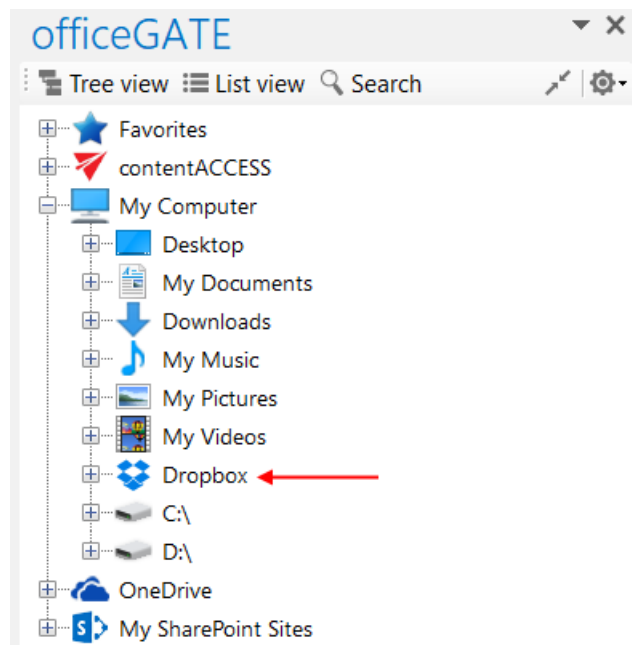 officeGATE
Tree view List view Search
Favorites
contentACCESS
My Computer
Desktop
My Documents
Downloads
My Music
My Pictures
My Videos
Dropbox
C:\
D:\
OneDrive
My SharePoint Sites